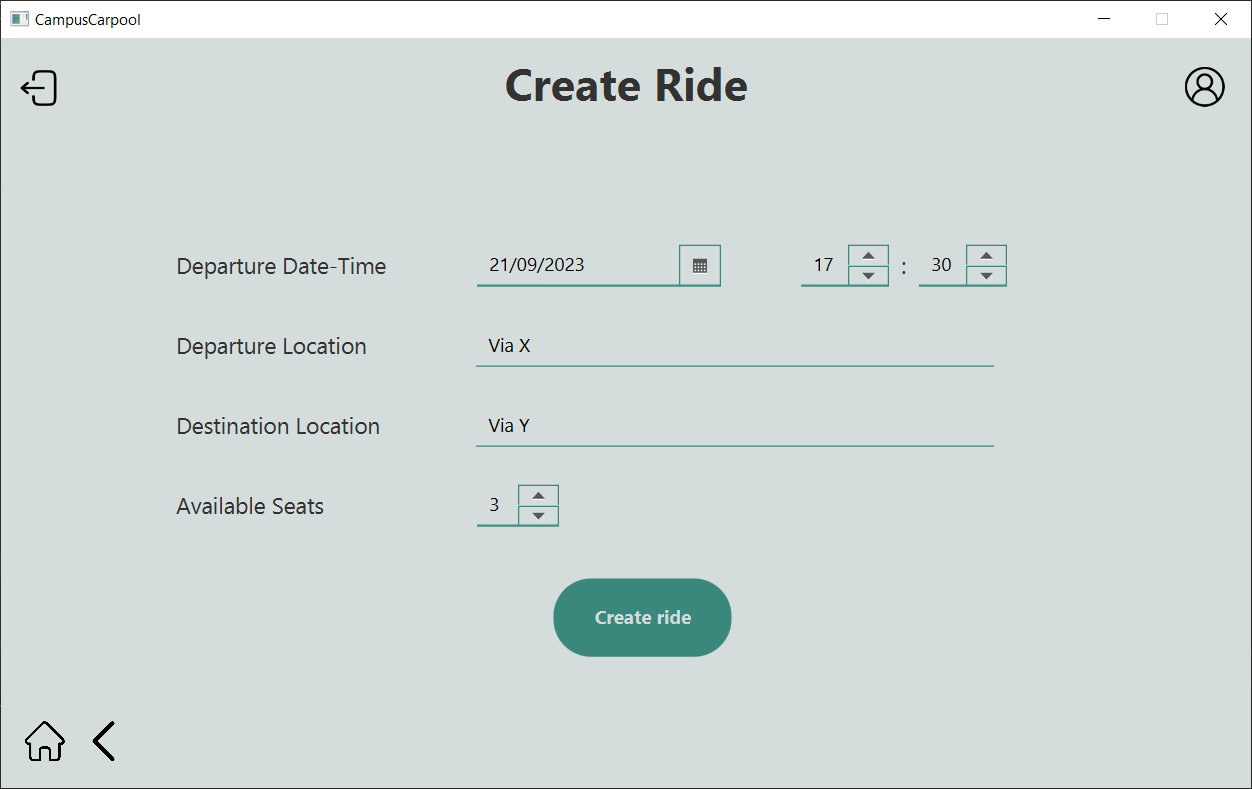 CampusCarpool
Create Ride
Departure Date-Time 21/09/2023 17 : 30
Departure Location Via X
Destination Location Via Y
Available Seats 3
Create ride